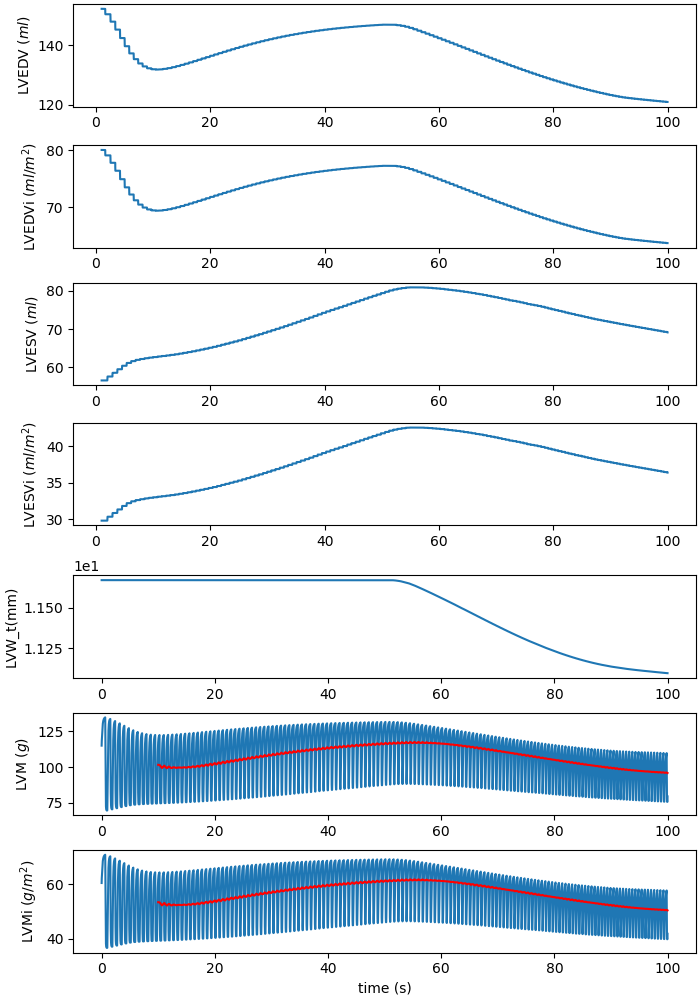 LVEDV (ml)
140
120
0 20 40 60 80 100
LVEDVi (ml/m²)
80
70
0 20 40 60 80 100
LVESV (ml)
80
70
60
0 20 40 60 80 100
LVESVi (ml/m²)
40
35
30
0 20 40 60 80 100
1e1
LVW_t(mm)
1.150
1.125
0 20 40 60 80 100
LVM (g)
125
100
75
0 20 40 60 80 100
LVMi (g/m²)
60
40
0 20 40 60 80 100
time (s)